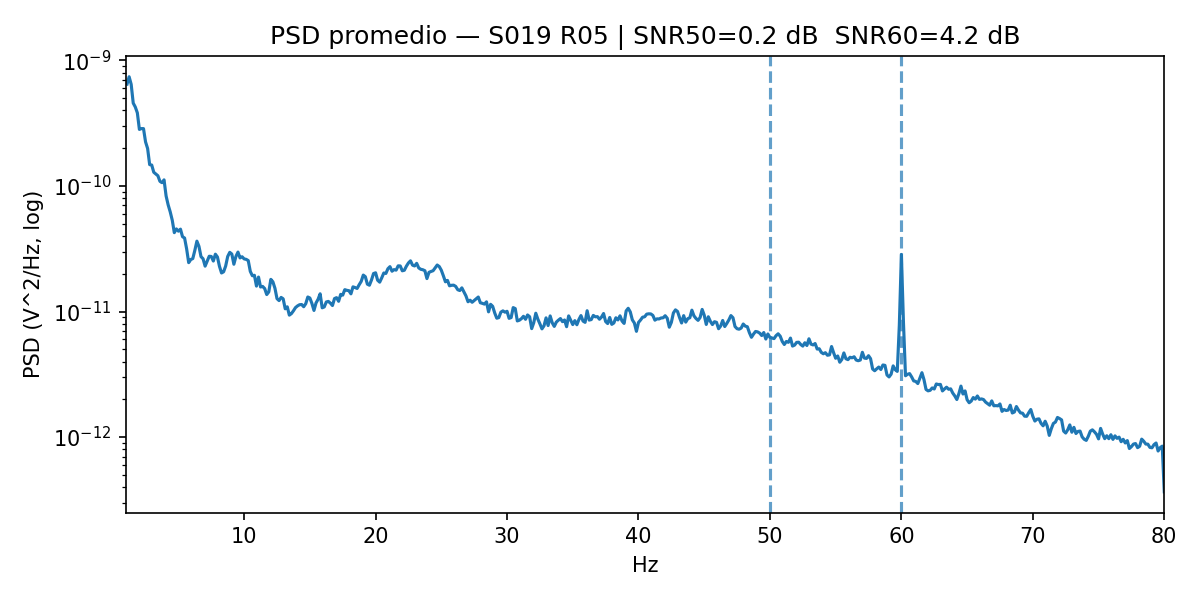 PSD promedio — S019 R05 | SNR50=0.2 dB  SNR60=4.2 dB
PSD (V^2/Hz, log)
10^−9
10^−10
10^−11
10^−12
10 20 30 40 50 60 70 80
Hz